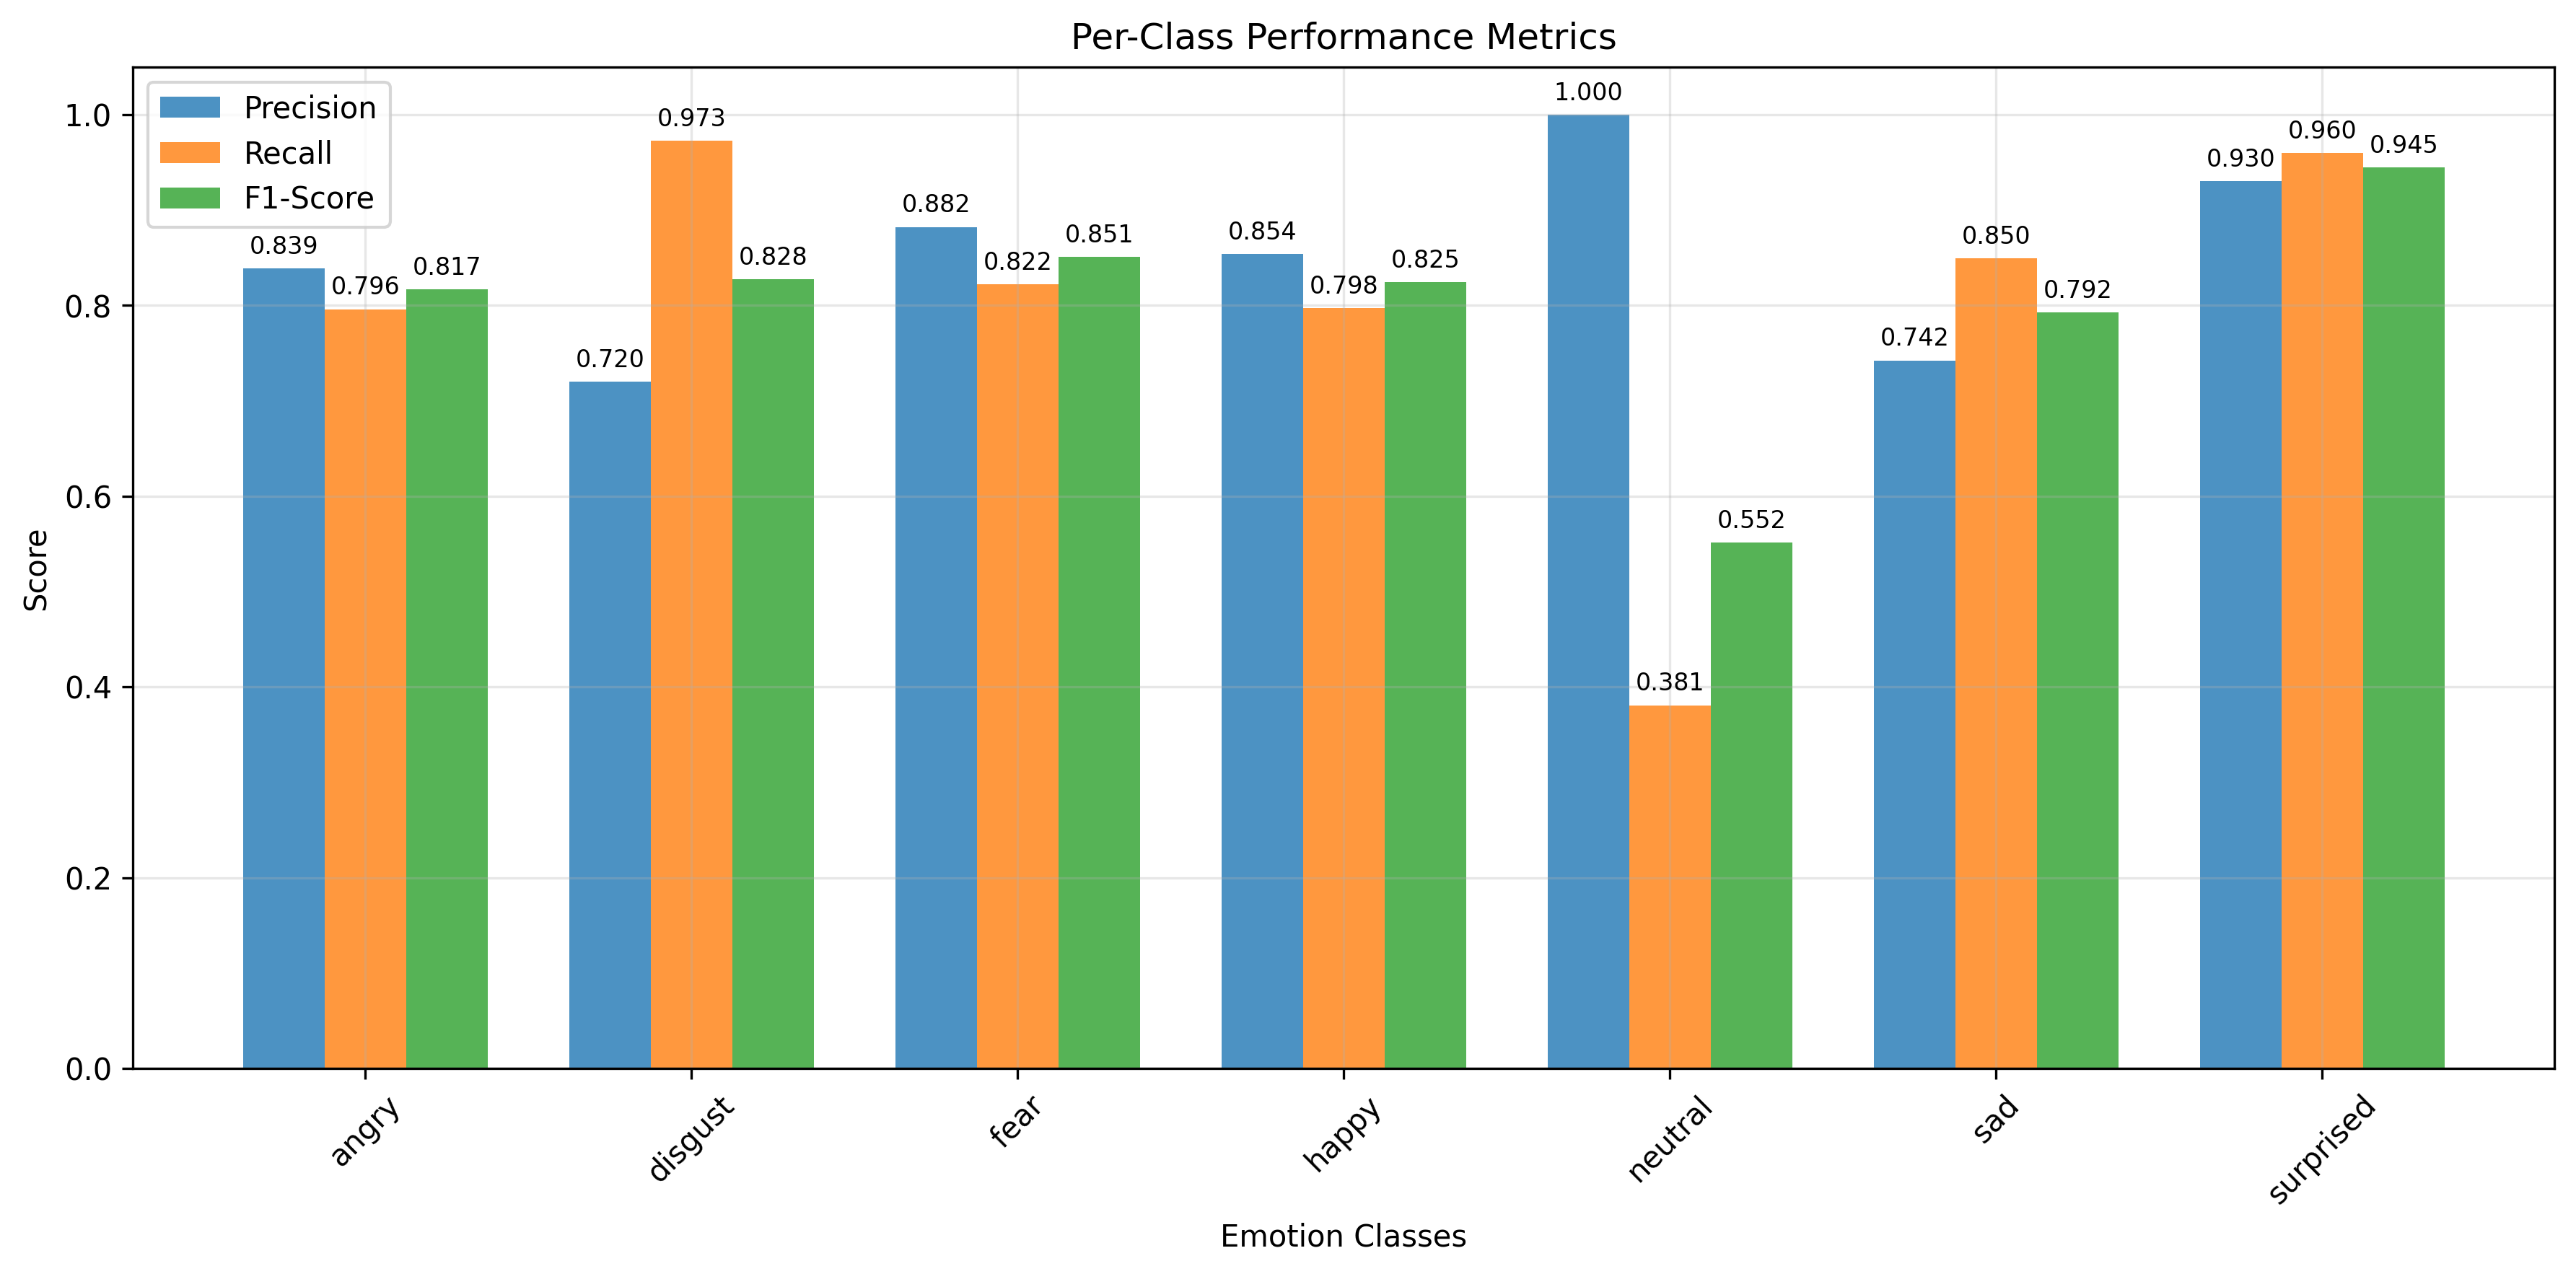 Per-Class Performance Metrics
Precision
Recall
F1-Score
1.0
0.8
0.6
0.4
0.2
0.0
Score
0.839
0.796
0.817
0.720
0.973
0.828
0.882
0.822
0.851
0.854
0.798
0.825
1.000
0.381
0.552
0.742
0.850
0.792
0.930
0.960
0.945
angry
disgust
fear
happy
neutral
sad
surprised
Emotion Classes